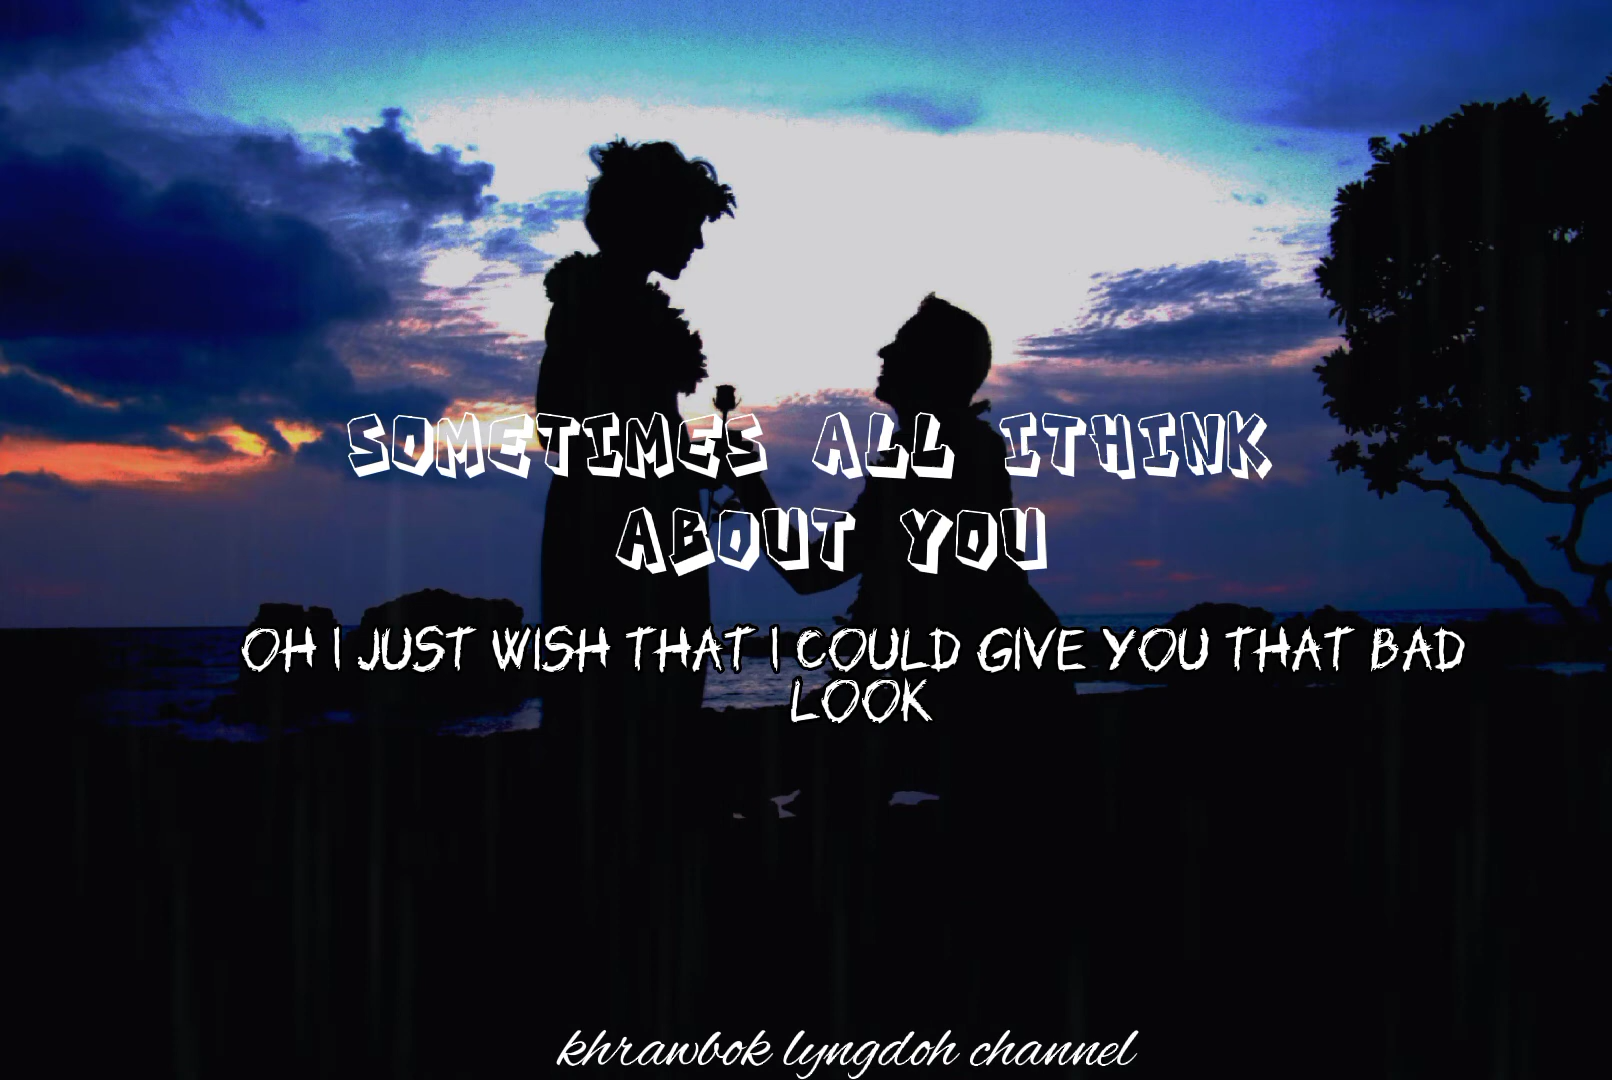 SOMETIMES ALL ITHINK
ABOUT YOU
OH I JUST WISH THAT I COULD GIVE YOU THAT BAD
LOOK
khrawbok lyngdoh channel